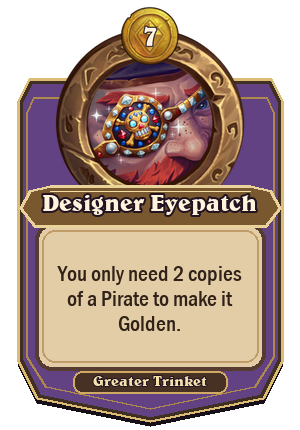 7
Designer Eyepatch
You only need 2 copies
of a Pirate to make it
Golden.
Greater Trinket